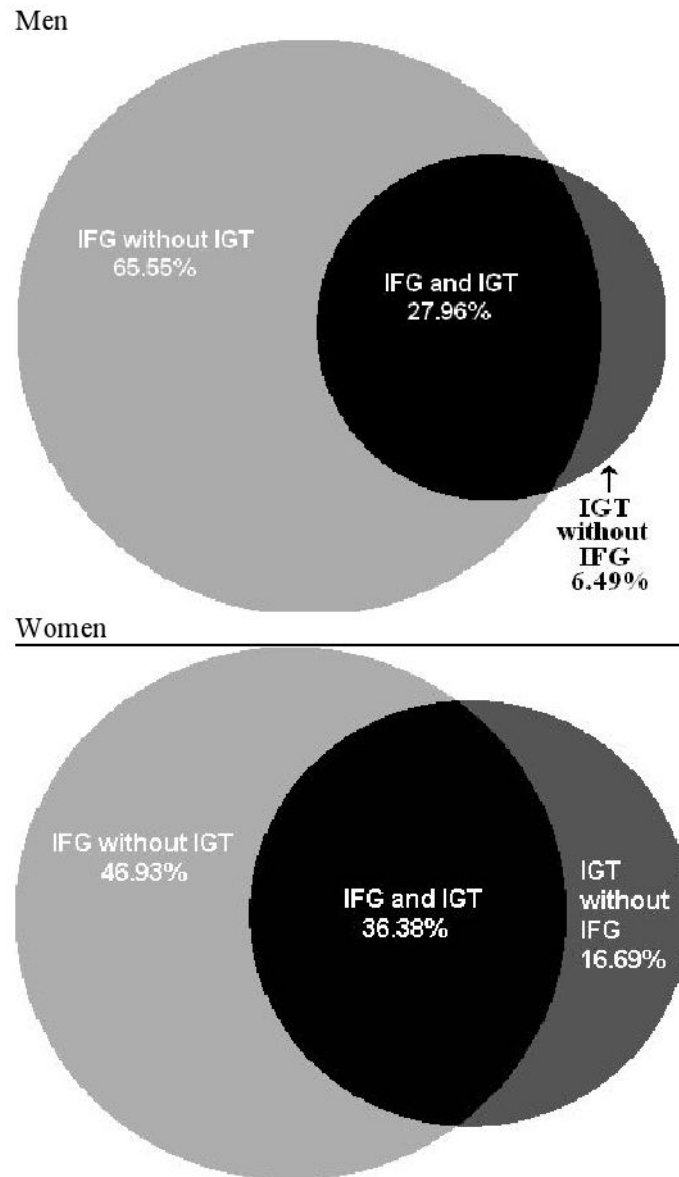 Men
IFG without IGT
65.55%
IFG and IGT
27.96%
IGT
without
IFG
6.49%
Women
IFG without IGT
46.93%
IFG and IGT
36.38%
IGT
without
IFG
16.69%